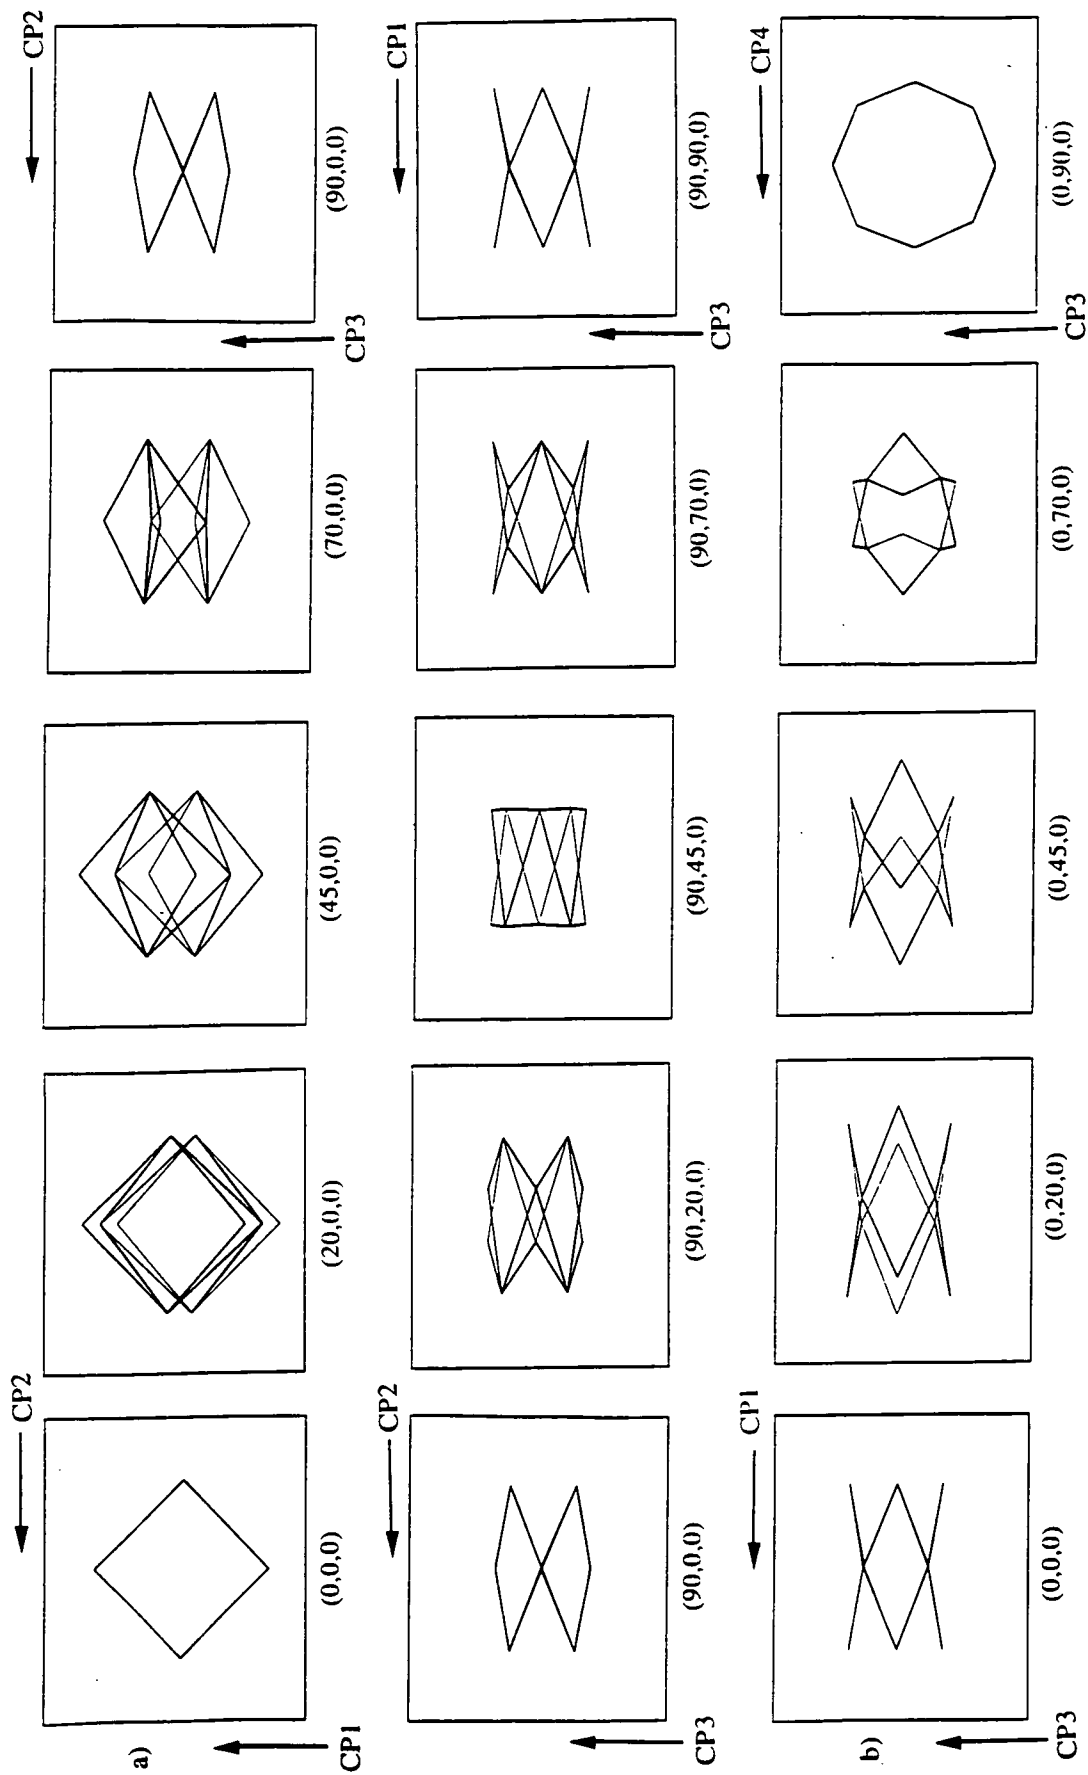 CP2
CP2
a)
(0,0,0)
(20,0,0)
(45,0,0)
(70,0,0)
(90,0,0)
CP1
CP3
CP2
CP1
(90,0,0)
(90,20,0)
(90,45,0)
(90,70,0)
(90,90,0)
CP3
CP3
CP1
CP4
b)
(0,0,0)
(0,20,0)
(0,45,0)
(0,70,0)
(0,90,0)
CP3
CP3